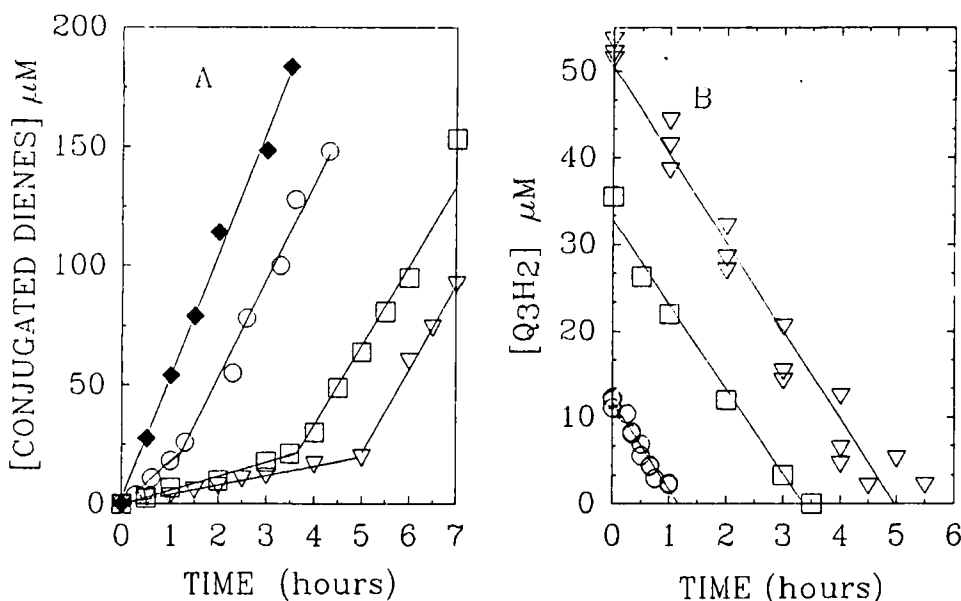 [CONJUGATED DIENES] μM
200
150
100
50
0
A
0 1 2 3 4 5 6 7
TIME (hours)
[Q3H2] μM
50
40
30
20
10
0
B
0 1 2 3 4 5 6
TIME (hours)